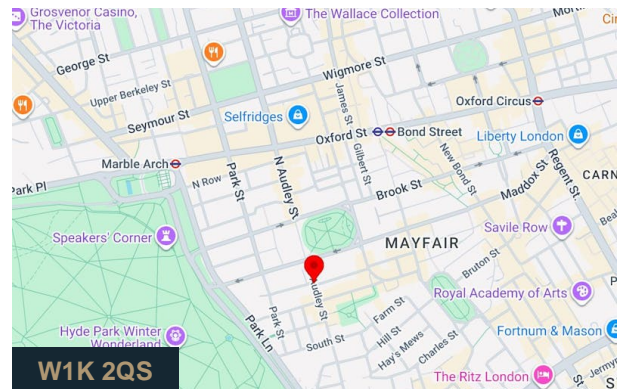 Grosvenor Casino,
The Victoria
The Wallace Collection
George St
Wigmore St
Upper Berkeley St
James St
Oxford Circus
Seymour St
Selfridges
Oxford St
Bond Street
Liberty London
Marble Arch
Gilbert St
New Bond St
Regent St.
Park Pl
N Row
Park St
N Audley St
Brook St
Maddox St
CARN
Speakers' Corner
MAYFAIR
Savile Row
Bruton St
Audley St
Royal Academy of Arts
Park St
Farm St
Hyde Park Winter
Wonderland
Park Ln
South St
Hill St
Hay's Mews
Charles St
Fortnum & Mason
The Ritz London
W1K 2QS